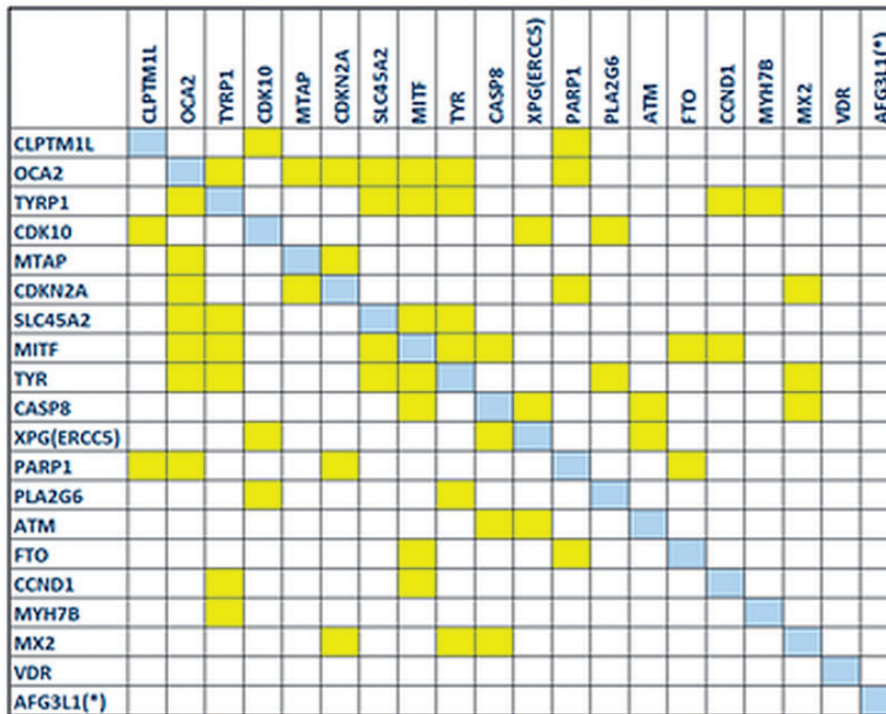 CLPTM1L
OCA2
TYRP1
CDK10
MTAP
CDKN2A
SLC45A2
MITF
TYR
CASP8
XPG(ERCC5)
PARP1
PLA2G6
ATM
FTO
CCND1
MYH7B
MX2
VDR
AFG3L1(*)
CLPTM1L
OCA2
TYRP1
CDK10
MTAP
CDKN2A
SLC45A2
MITF
TYR
CASP8
XPG(ERCC5)
PARP1
PLA2G6
ATM
FTO
CCND1
MYH7B
MX2
VDR
AFG3L1(*)